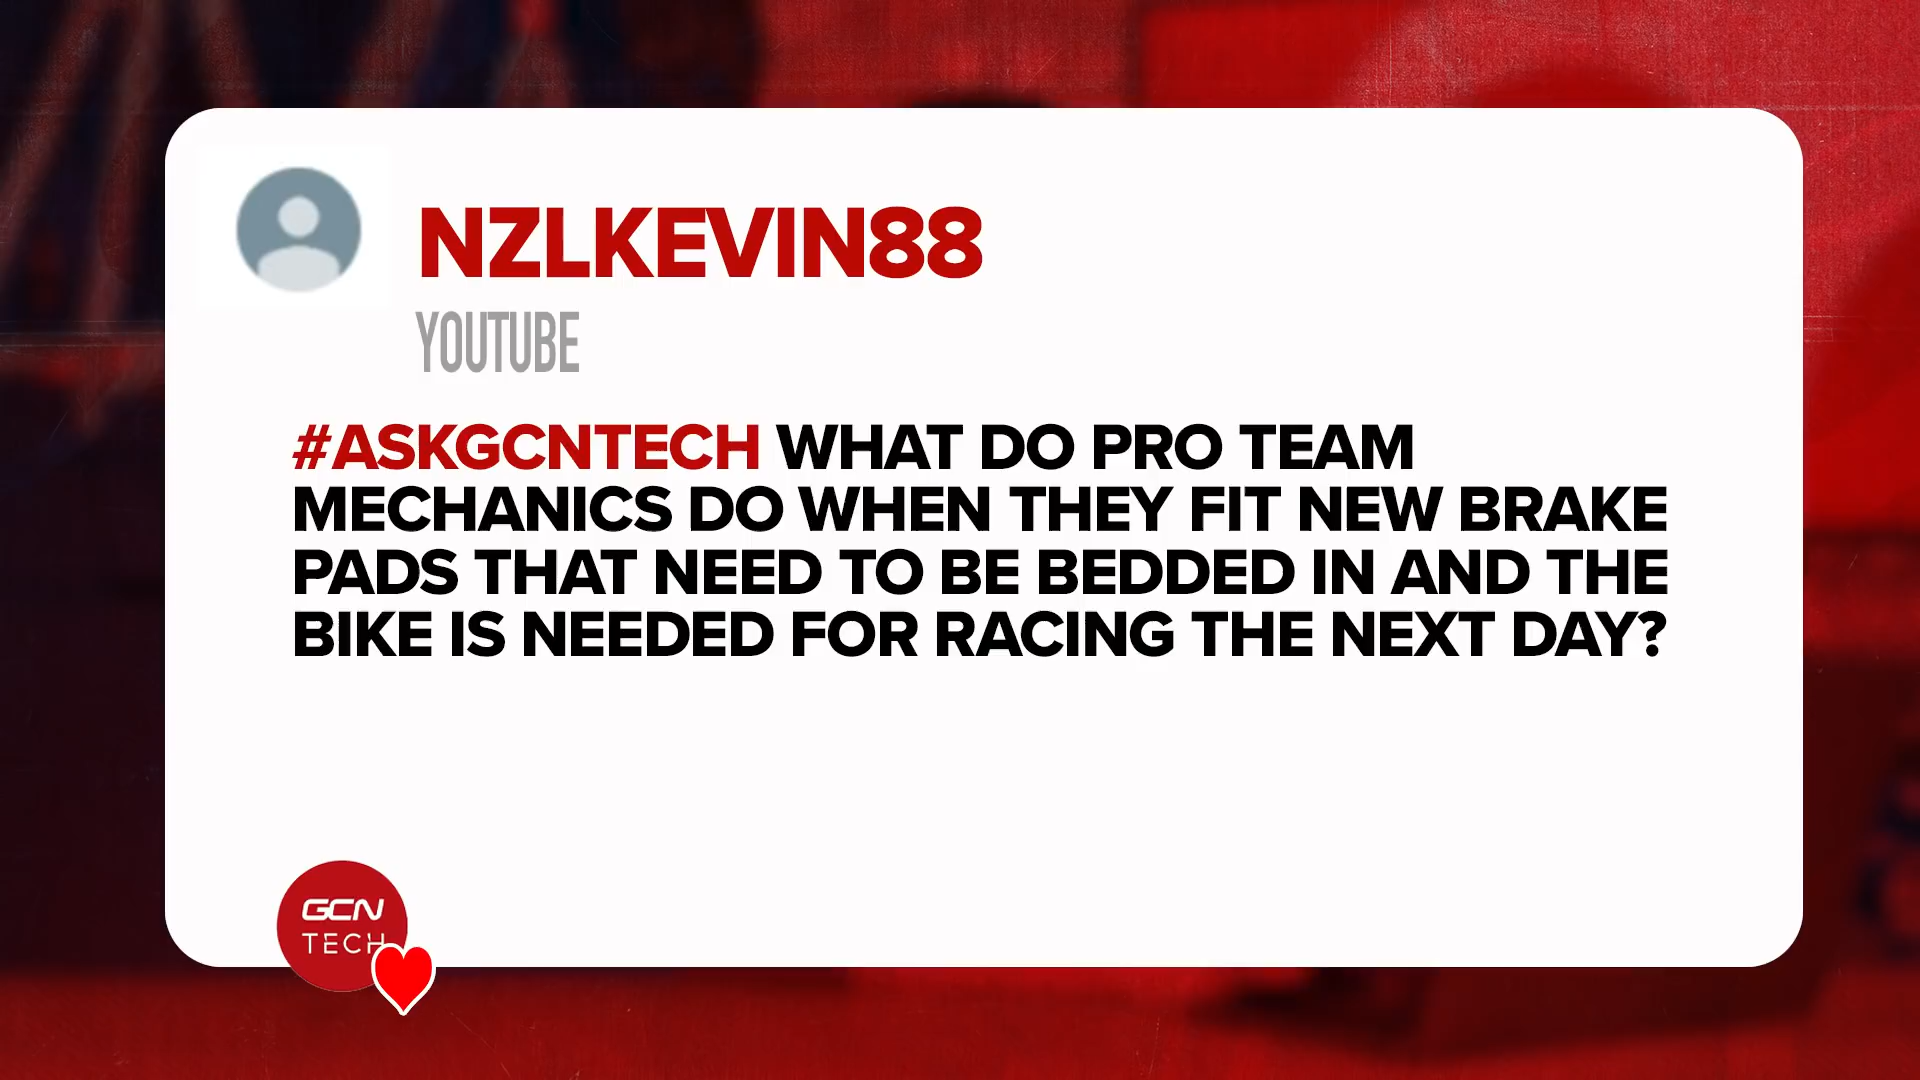 NZLKEVIN88
YOUTUBE
#ASKGCNTECH WHAT DO PRO TEAM
MECHANICS DO WHEN THEY FIT NEW BRAKE
PADS THAT NEED TO BE BEDDED IN AND THE
BIKE IS NEEDED FOR RACING THE NEXT DAY?
GCN
TECH